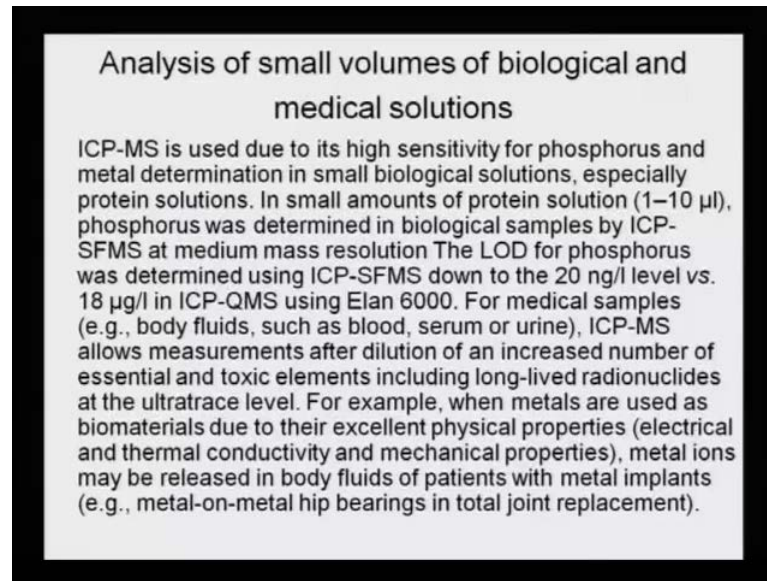 Analysis of small volumes of biological and
medical solutions
ICP-MS is used due to its high sensitivity for phosphorus and
metal determination in small biological solutions, especially
protein solutions. In small amounts of protein solution (1–10 µl),
phosphorus was determined in biological samples by ICP-
SFMS at medium mass resolution The LOD for phosphorus
was determined using ICP-SFMS down to the 20 ng/l level vs.
18 µg/l in ICP-QMS using Elan 6000. For medical samples
(e.g., body fluids, such as blood, serum or urine), ICP-MS
allows measurements after dilution of an increased number of
essential and toxic elements including long-lived radionuclides
at the ultratrace level. For example, when metals are used as
biomaterials due to their excellent physical properties (electrical
and thermal conductivity and mechanical properties), metal ions
may be released in body fluids of patients with metal implants
(e.g., metal-on-metal hip bearings in total joint replacement).